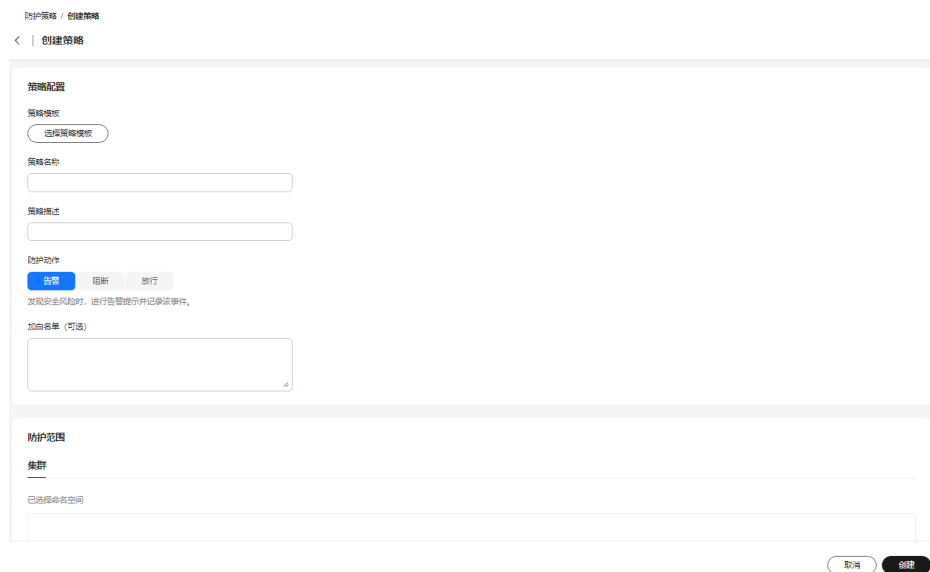 防护策略 / 创建策略
创建策略
策略配置
策略模板
选择策略模板
策略名称
策略描述
防护动作
告警 阻断 放行
发现安全风险时，进行告警提示并记录该事件。
加白名单（可选）
防护范围
集群
已选择命名空间
取消 创建